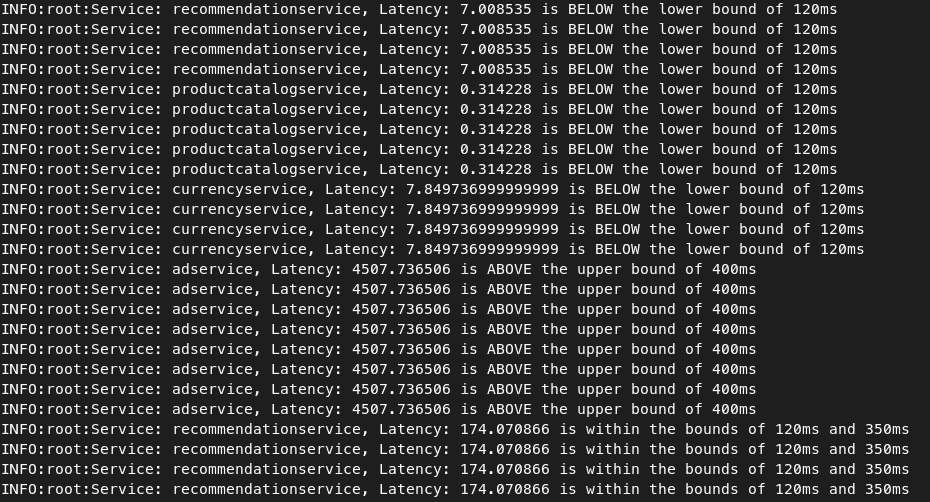 INFO:root:Service: recommendationservice, Latency: 7.008535 is BELOW the lower bound of 120ms
INFO:root:Service: recommendationservice, Latency: 7.008535 is BELOW the lower bound of 120ms
INFO:root:Service: recommendationservice, Latency: 7.008535 is BELOW the lower bound of 120ms
INFO:root:Service: recommendationservice, Latency: 7.008535 is BELOW the lower bound of 120ms
INFO:root:Service: productcatalogservice, Latency: 0.314228 is BELOW the lower bound of 120ms
INFO:root:Service: productcatalogservice, Latency: 0.314228 is BELOW the lower bound of 120ms
INFO:root:Service: productcatalogservice, Latency: 0.314228 is BELOW the lower bound of 120ms
INFO:root:Service: productcatalogservice, Latency: 0.314228 is BELOW the lower bound of 120ms
INFO:root:Service: productcatalogservice, Latency: 0.314228 is BELOW the lower bound of 120ms
INFO:root:Service: currencyservice, Latency: 7.849736999999999 is BELOW the lower bound of 120ms
INFO:root:Service: currencyservice, Latency: 7.849736999999999 is BELOW the lower bound of 120ms
INFO:root:Service: currencyservice, Latency: 7.849736999999999 is BELOW the lower bound of 120ms
INFO:root:Service: currencyservice, Latency: 7.849736999999999 is BELOW the lower bound of 120ms
INFO:root:Service: adservice, Latency: 4507.736506 is ABOVE the upper bound of 400ms
INFO:root:Service: adservice, Latency: 4507.736506 is ABOVE the upper bound of 400ms
INFO:root:Service: adservice, Latency: 4507.736506 is ABOVE the upper bound of 400ms
INFO:root:Service: adservice, Latency: 4507.736506 is ABOVE the upper bound of 400ms
INFO:root:Service: adservice, Latency: 4507.736506 is ABOVE the upper bound of 400ms
INFO:root:Service: adservice, Latency: 4507.736506 is ABOVE the upper bound of 400ms
INFO:root:Service: adservice, Latency: 4507.736506 is ABOVE the upper bound of 400ms
INFO:root:Service: adservice, Latency: 4507.736506 is ABOVE the upper bound of 400ms
INFO:root:Service: recommendationservice, Latency: 174.070866 is within the bounds of 120ms and 350ms
INFO:root:Service: recommendationservice, Latency: 174.070866 is within the bounds of 120ms and 350ms
INFO:root:Service: recommendationservice, Latency: 174.070866 is within the bounds of 120ms and 350ms
INFO:root:Service: recommendationservice, Latency: 174.070866 is within the bounds of 120ms and 350ms